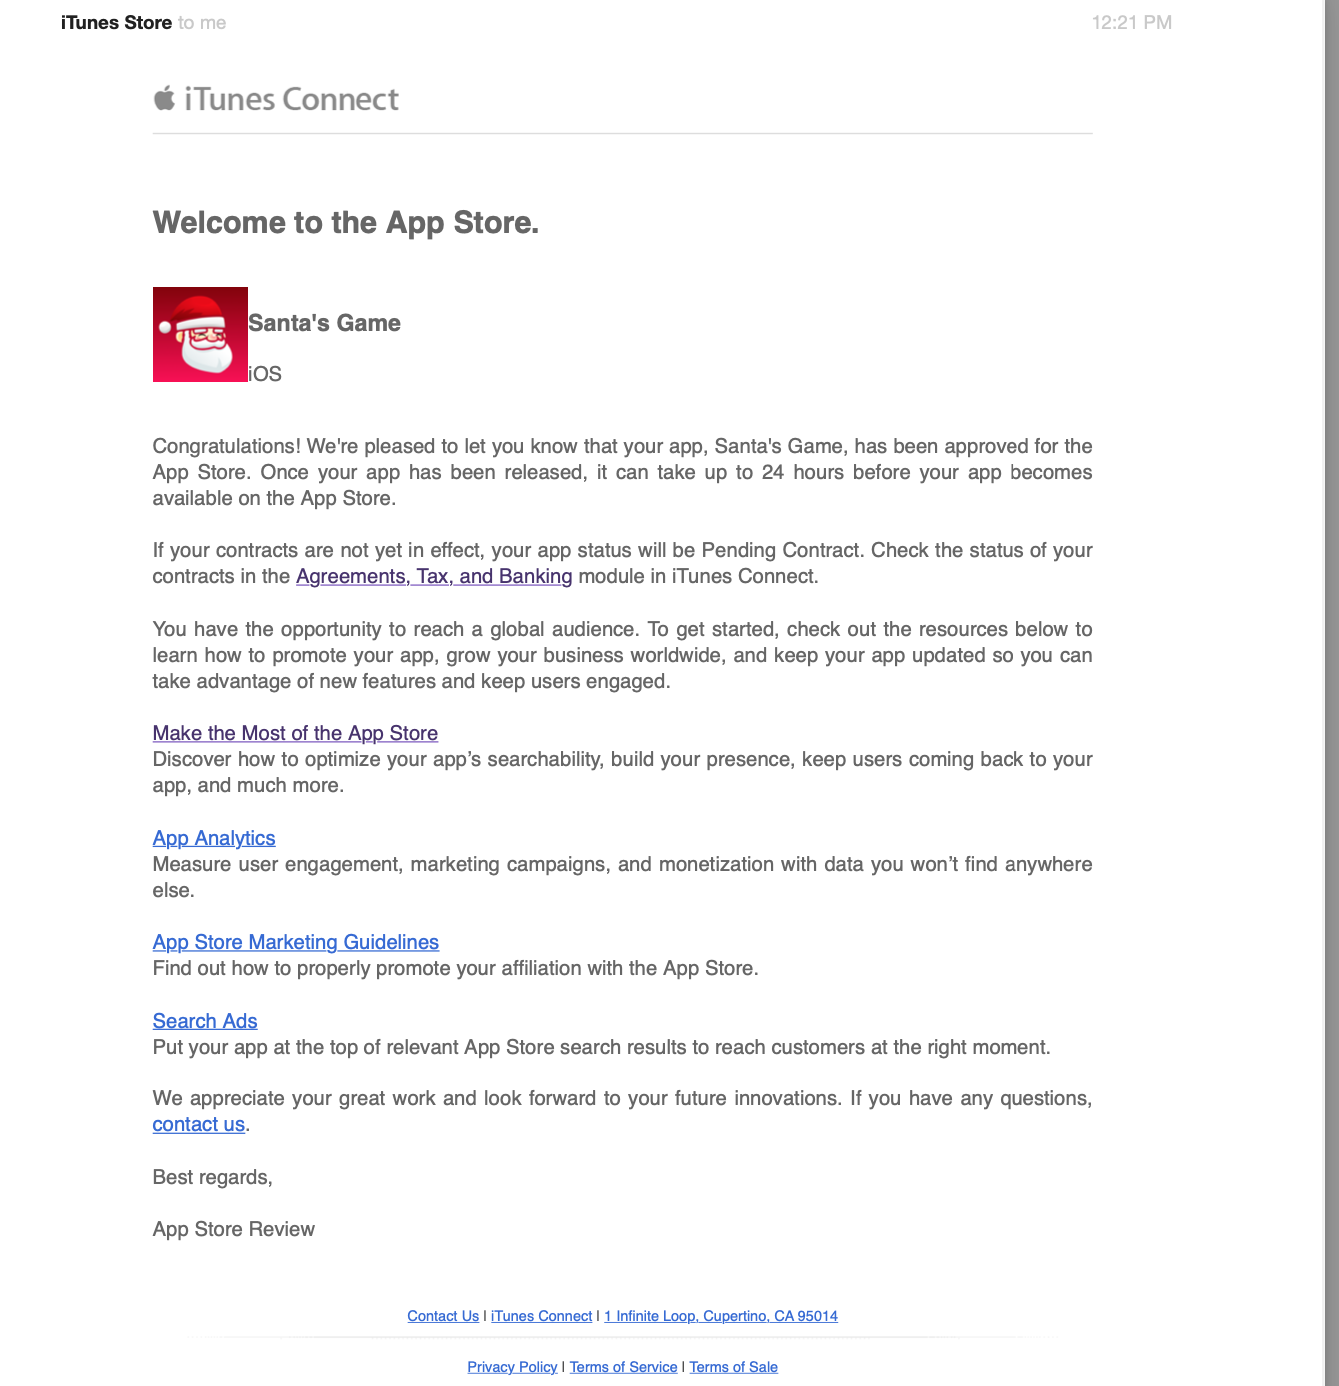 iTunes Store to me 12:21 PM
iTunes Connect
Welcome to the App Store.
Santa's Game
iOS
Congratulations! We're pleased to let you know that your app, Santa's Game, has been approved for the
App Store. Once your app has been released, it can take up to 24 hours before your app becomes
available on the App Store.
If your contracts are not yet in effect, your app status will be Pending Contract. Check the status of your
contracts in the Agreements, Tax, and Banking module in iTunes Connect.
You have the opportunity to reach a global audience. To get started, check out the resources below to
learn how to promote your app, grow your business worldwide, and keep your app updated so you can
take advantage of new features and keep users engaged.
Make the Most of the App Store
Discover how to optimize your app’s searchability, build your presence, keep users coming back to your
app, and much more.
App Analytics
Measure user engagement, marketing campaigns, and monetization with data you won’t find anywhere
else.
App Store Marketing Guidelines
Find out how to properly promote your affiliation with the App Store.
Search Ads
Put your app at the top of relevant App Store search results to reach customers at the right moment.
We appreciate your great work and look forward to your future innovations. If you have any questions,
contact us.
Best regards,
App Store Review
Contact Us | iTunes Connect | 1 Infinite Loop, Cupertino, CA 95014
Privacy Policy | Terms of Service | Terms of Sale